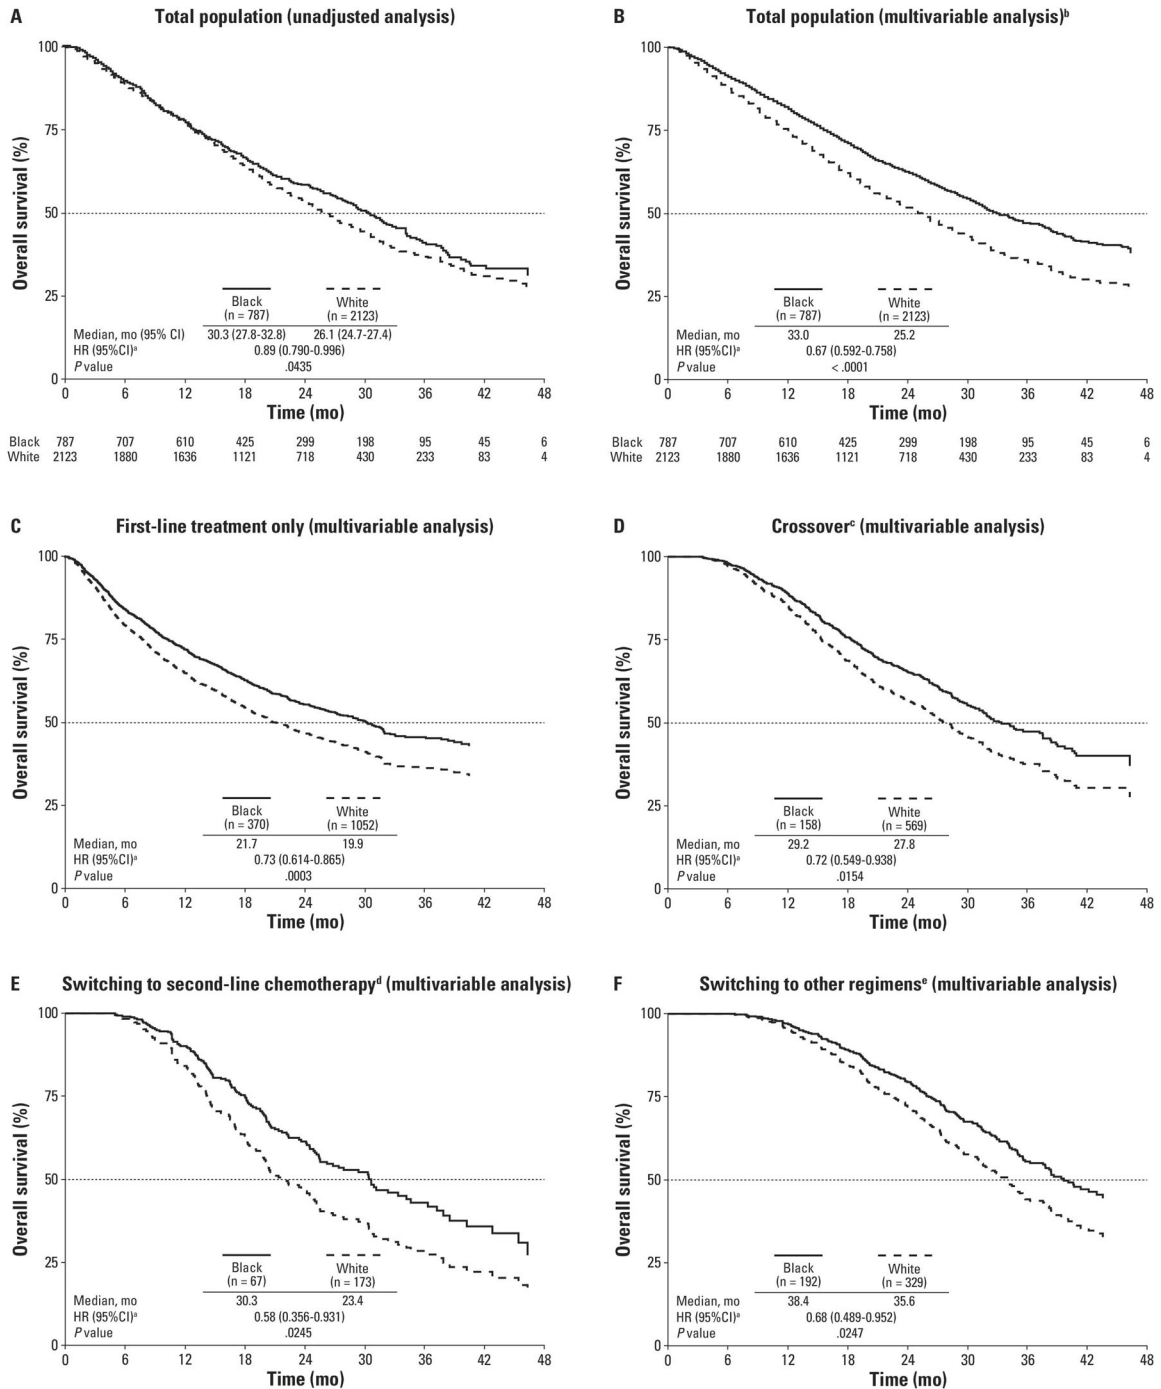 A Total population (unadjusted analysis)
100
75
50
25
0
Overall survival (%)
Black White
(n = 787) (n = 2123)
Median, mo (95% CI) 30.3 (27.8-32.8) 26.1 (24.7-27.4)
HR (95%CI)ᵃ 0.89 (0.790-0.996)
P value .0435
0 6 12 18 24 30 36 42 48
Time (mo)
Black 787 707 610 425 299 198 95 45 6
White 2123 1880 1636 1121 718 430 233 83 4
B Total population (multivariable analysis)ᵇ
100
75
50
25
0
Overall survival (%)
Black White
(n = 787) (n = 2123)
Median, mo 33.0 25.2
HR (95%CI)ᵃ 0.67 (0.592-0.758)
P value < .0001
0 6 12 18 24 30 36 42 48
Time (mo)
Black 787 707 610 425 299 198 95 45 6
White 2123 1880 1636 1121 718 430 233 83 4
C First-line treatment only (multivariable analysis)
100
75
50
25
0
Overall survival (%)
Black White
(n = 370) (n = 1052)
Median, mo 21.7 19.9
HR (95%CI)ᵃ 0.73 (0.614-0.865)
P value .0003
0 6 12 18 24 30 36 42 48
Time (mo)
D Crossoverᶜ (multivariable analysis)
100
75
50
25
0
Overall survival (%)
Black White
(n = 158) (n = 569)
Median, mo 29.2 27.8
HR (95%CI)ᵃ 0.72 (0.549-0.938)
P value .0154
0 6 12 18 24 30 36 42 48
Time (mo)
E Switching to second-line chemotherapyᵈ (multivariable analysis)
100
75
50
25
0
Overall survival (%)
Black White
(n = 67) (n = 173)
Median, mo 30.3 23.4
HR (95%CI)ᵃ 0.58 (0.356-0.931)
P value .0245
0 6 12 18 24 30 36 42 48
Time (mo)
F Switching to other regimensᵉ (multivariable analysis)
100
75
50
25
0
Overall survival (%)
Black White
(n = 192) (n = 329)
Median, mo 38.4 35.6
HR (95%CI)ᵃ 0.68 (0.489-0.952)
P value .0247
0 6 12 18 24 30 36 42 48
Time (mo)